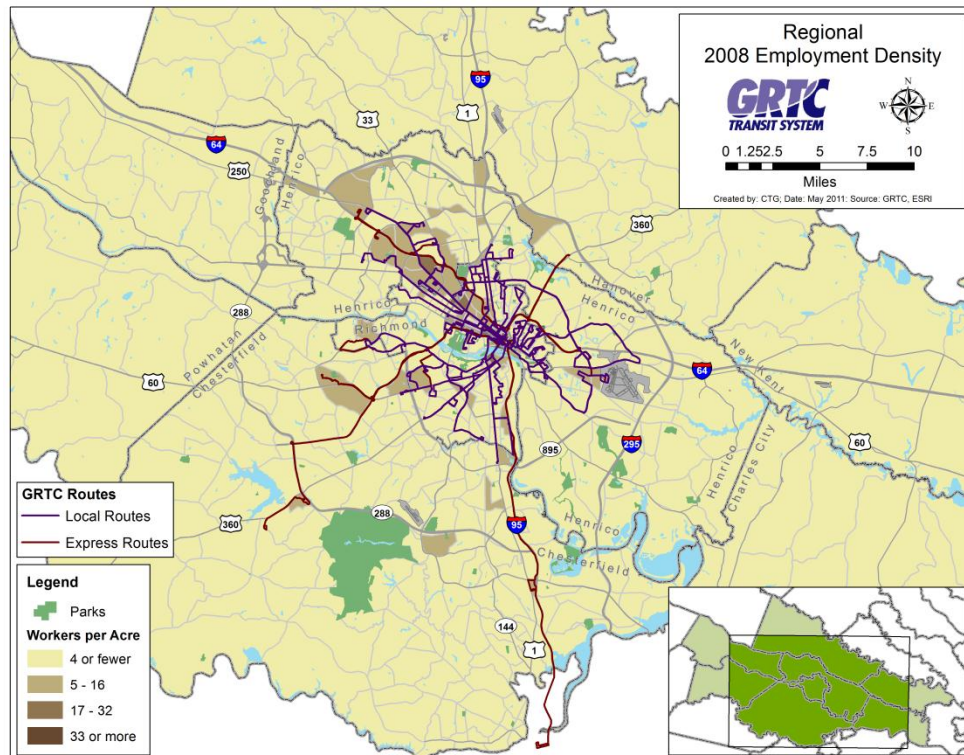 Regional
2008 Employment Density
GRTC
TRANSIT SYSTEM
N
W E
S
0 1.252.5 5 7.5 10
Miles
Created by: CTG; Date: May 2011: Source: GRTC, ESRI
95
1
33
64
250
Goochland
Henrico
360
Hanover
Henrico
288
Henrico
Richmond
Powhatan
Chesterfield
60
64
New Kent
895
295
60
Henrico
Charles City
360
288
95
Henrico
Chesterfield
144
1
GRTC Routes
Local Routes
Express Routes
Legend
Parks
Workers per Acre
4 or fewer
5 - 16
17 - 32
33 or more